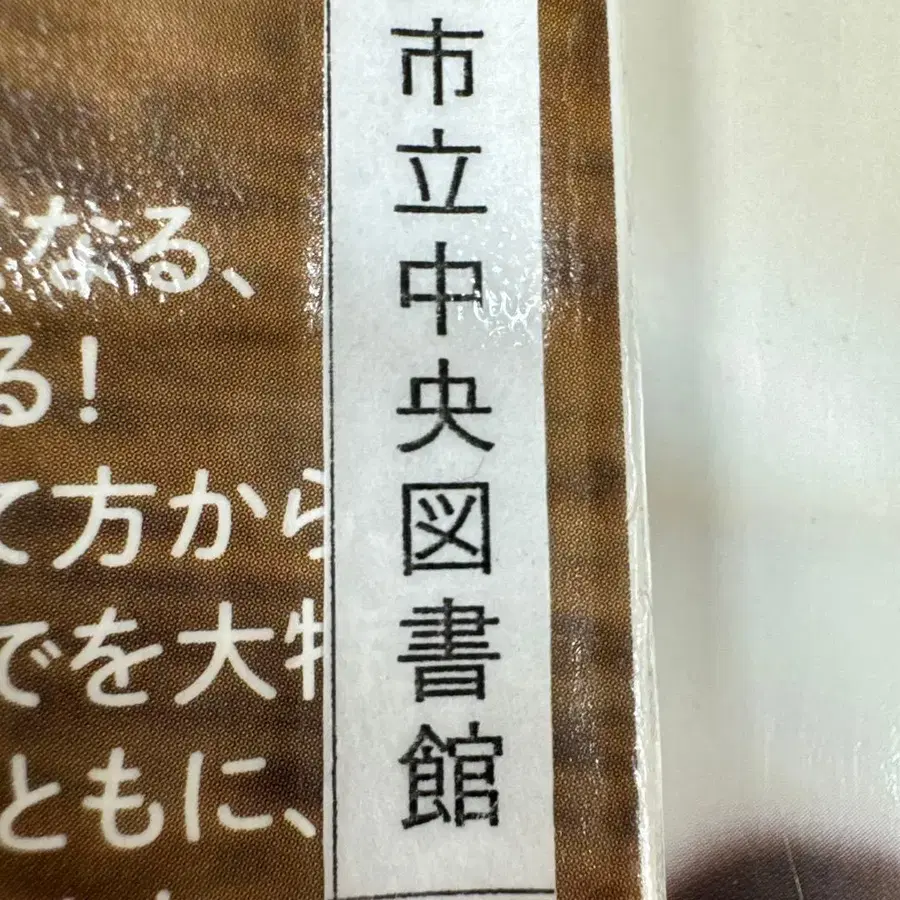 市立中央図書館
なる、
る!
て方から
でを大
ともに、